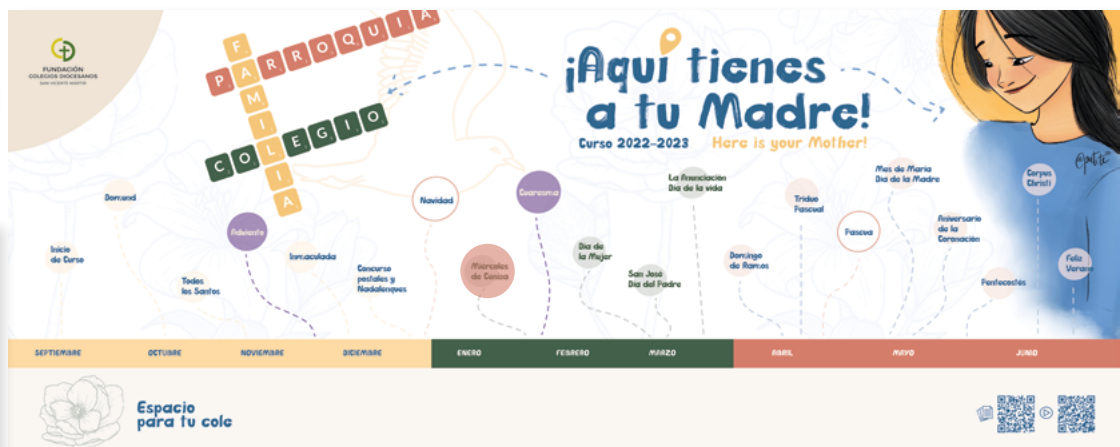 FUNDACIÓN
COLEGIOS DIOCESANOS
SAN VICENTE MÁRTIR
PARROQUIA
FAMILIA
COLEGIO
¡Aquí tienes
a tu Madre!
Curso 2022-2023 Here is your Mother!
Inicio
de Curso
Domund
Todos
los Santos
Adviento
Inmaculada
Concurso
postales y
Nadalenques
Navidad
Miércoles
de Ceniza
Cuaresma
Día de
la Mujer
San José
Día del Padre
La Anunciación
Día de la vida
Domingo
de Ramos
Triduo
Pascual
Pascua
Mes de María
Día de la Madre
Aniversario
de la
Coronación
Pentecostés
Corpus
Christi
Feliz
Verano
SEPTIEMBRE OCTUBRE NOVIEMBRE DICIEMBRE ENERO FEBRERO MARZO ABRIL MAYO JUNIO
Espacio
para tu cole